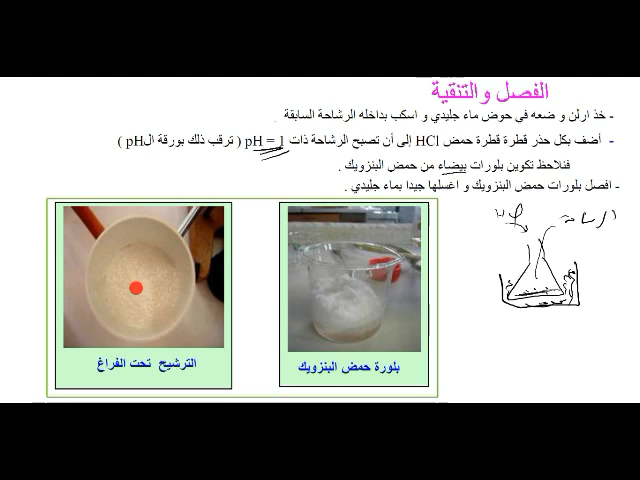 الفصل والتنقية
- خذ ارلن و ضعه في حوض ماء جليدي و اسكب بداخله الرشاحة السابقة .
- أضف بكل حذر قطرة قطرة حمض HCl إلى أن تصبح الرشاحة ذات pH = 1 ( ترقب ذلك بورقة الpH )
فنلاحظ تكوين بلورات بيضاء من حمض البنزويك .
- افصل بلورات حمض البنزويك و اغسلها جيدا بماء جليدي .
بلورة حمض البنزويك
الترشيح تحت الفراغ